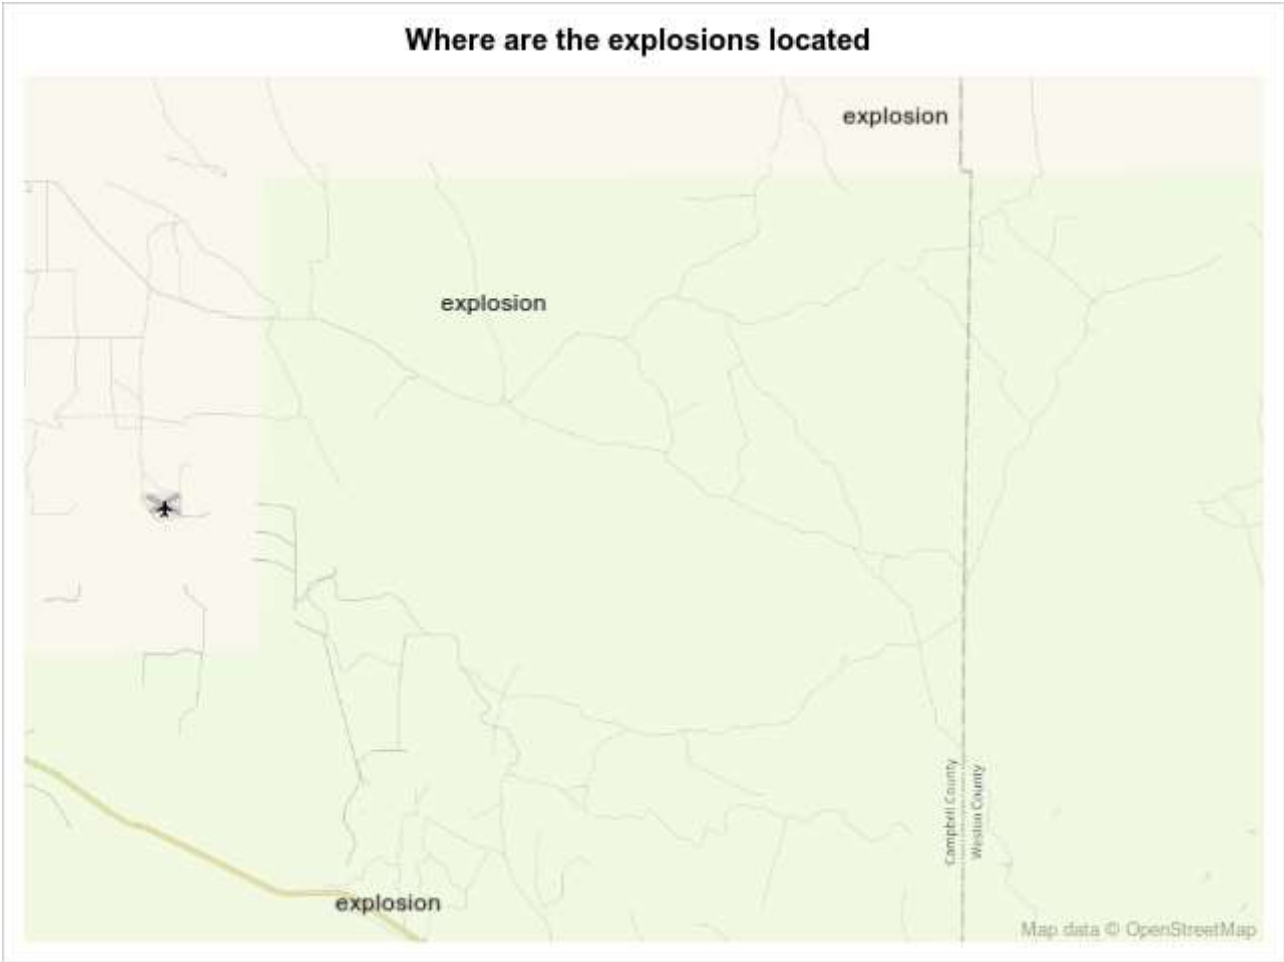 Where are the explosions located
explosion
explosion
Campbell County
Weston County
explosion
Map data © OpenStreetMap